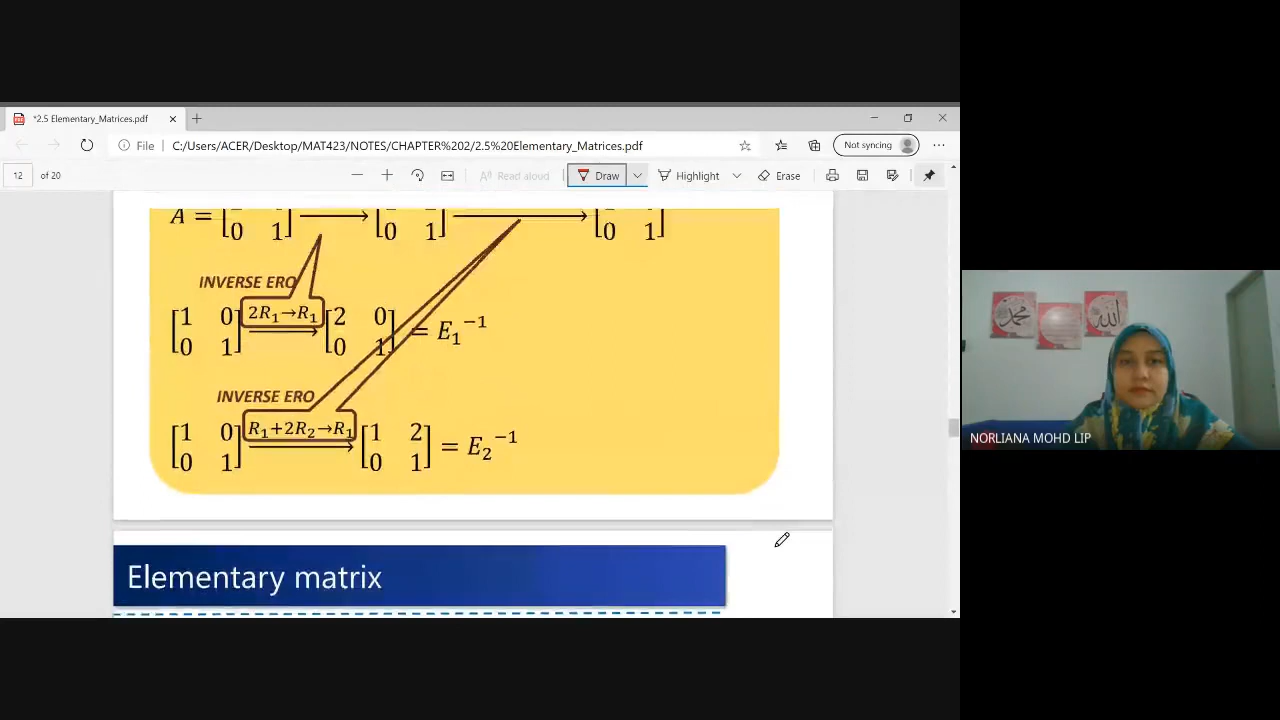 *2.5 Elementary_Matrices.pdf
File | C:/Users/ACER/Desktop/MAT423/NOTES/CHAPTER%202/2.5%20Elementary_Matrices.pdf Not syncing
12 of 20 Read aloud Draw Highlight Erase
A = [0 1] → [0 1] → [0 1]
INVERSE ERO
[1 0 0 1] 2R₁→R₁ [2 0 0 1] = E₁⁻¹
INVERSE ERO
[1 0 0 1] R₁+2R₂→R₁ [1 2 0 1] = E₂⁻¹
Elementary matrix
NORLIANA MOHD LIP
محمد
الله